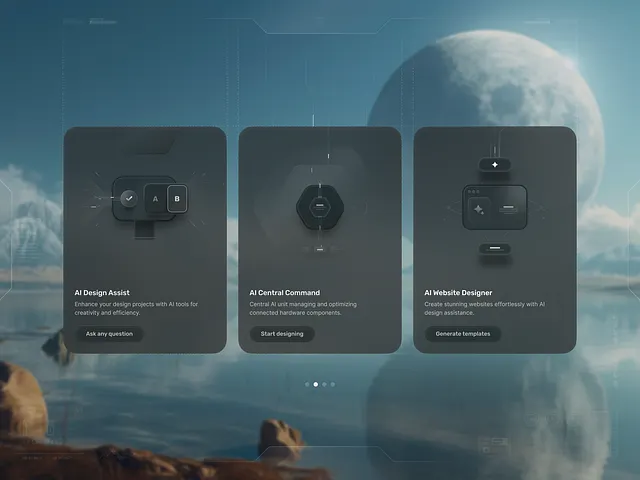 A
B
AI Design Assist
Enhance your design projects with AI tools for
creativity and efficiency.
Ask any question
AI Central Command
Central AI unit managing and optimizing
connected hardware components.
Start designing
AI Website Designer
Create stunning websites effortlessly with AI
design assistance.
Generate templates